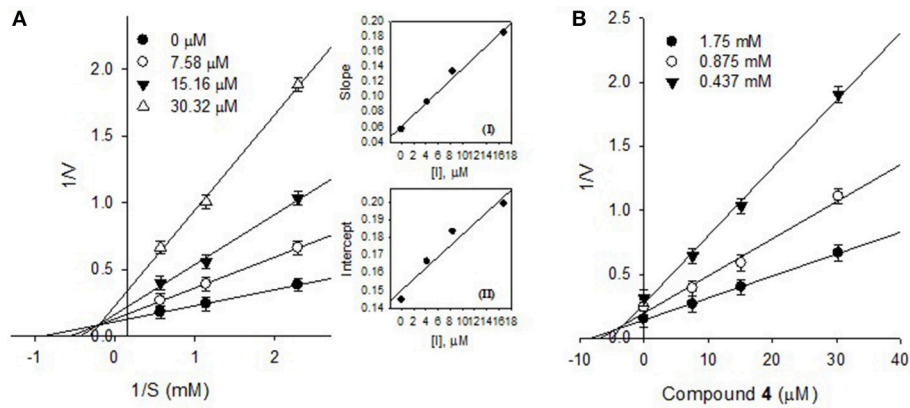 A
0 μM
7.58 μM
15.16 μM
30.32 μM
2.0
1.5
1.0
0.5
0.0
1/V
-1 0 1 2
1/S (mM)
0.20
0.18
0.16
0.14
0.12
0.10
0.08
0.06
0.04
Slope
(I)
0 2 4 6 8 10 12 14 16 18
[I], μM
0.20
0.19
0.18
0.17
0.16
0.15
0.14
Intercept
(II)
0 2 4 6 8 10 12 14 16 18
[I], μM
B
1.75 mM
0.875 mM
0.437 mM
2.5
2.0
1.5
1.0
0.5
0.0
1/V
-10 0 10 20 30 40
Compound 4 (μM)